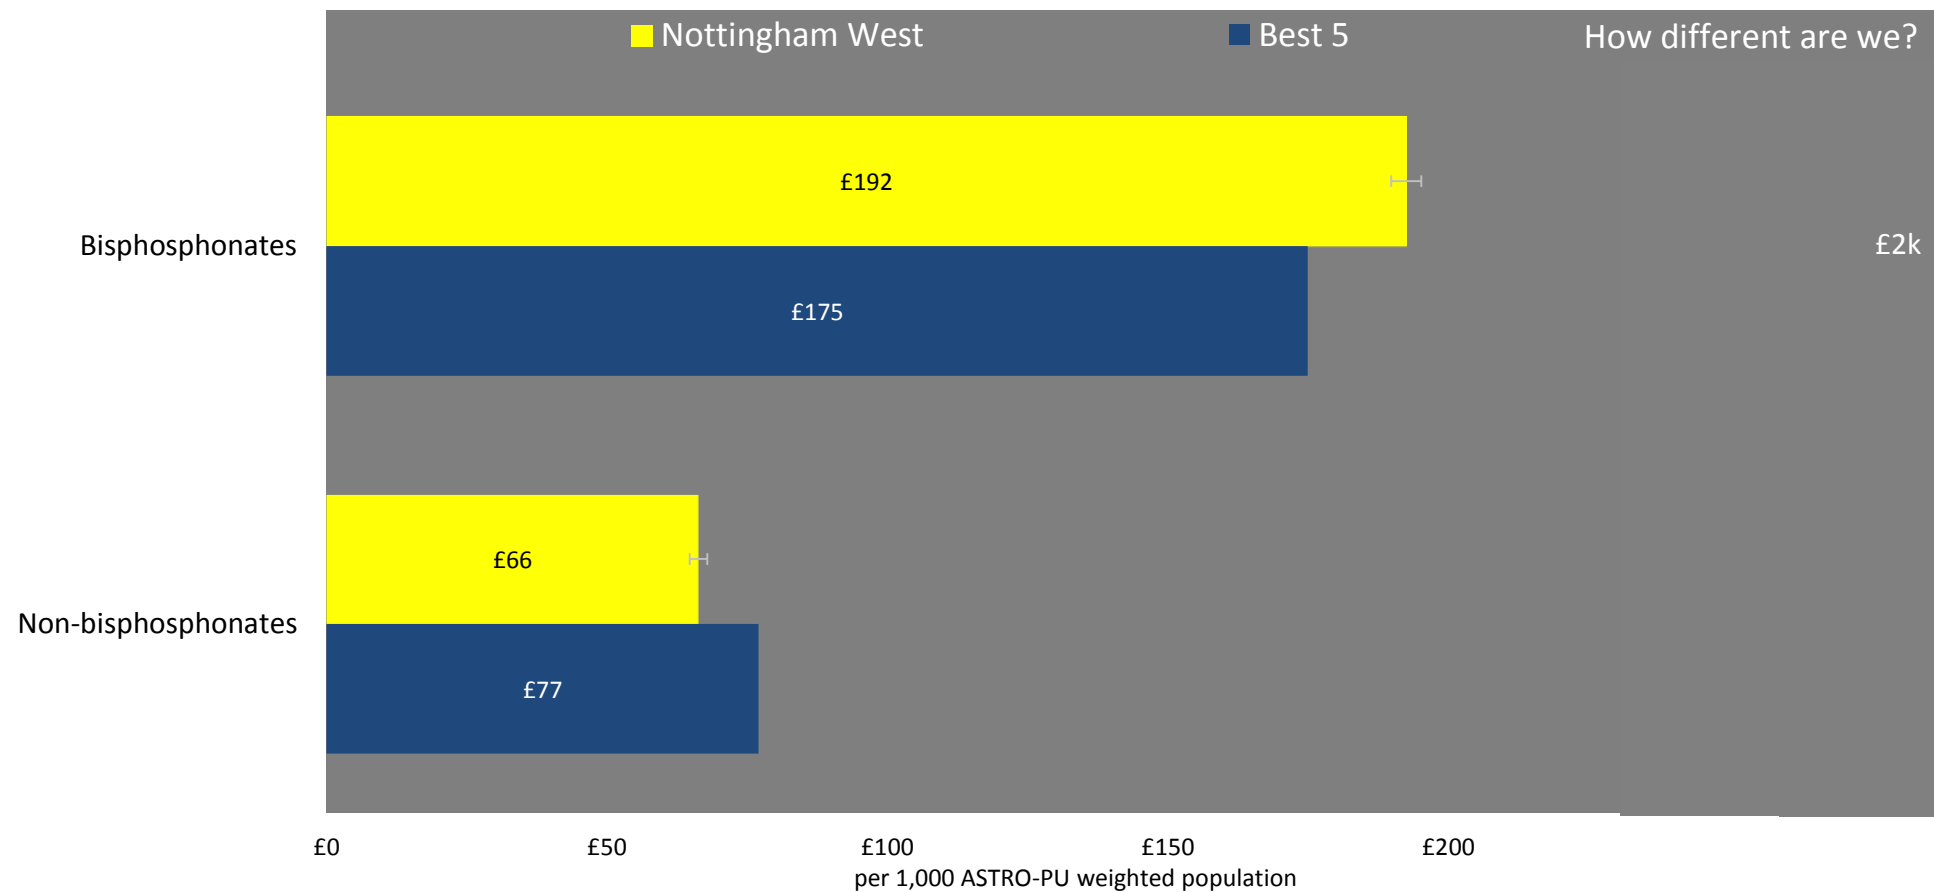 Nottingham West
Best 5
How different are we?
Bisphosphonates
£192
£175
£2k
Non-bisphosphonates
£66
£77
£0
£50
£100
£150
£200
per 1,000 ASTRO-PU weighted population